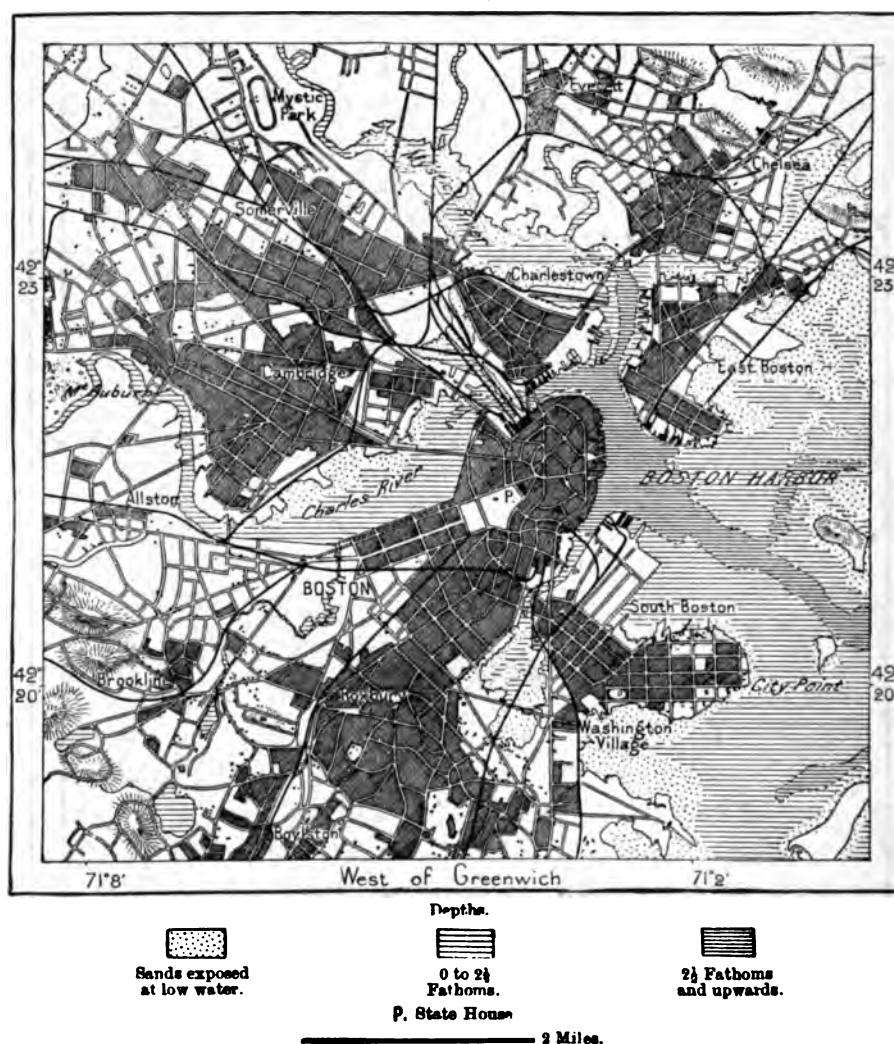 Mystic
Park
Everett
Chelsea
Somerville
42°
23'
Charlestown
42°
23'
Cambridge
East Boston
Mt Auburn
Charles River
P.
BOSTON HARBOR
Allston
BOSTON
South Boston
Brookline
42°
20'
Roxbury
City Point
42°
20'
Washington
Village
Boylston
71°8'
West of Greenwich
71°2'
Depths.
Sands exposed
at low water.
0 to 2½
Fathoms.
2½ Fathoms
and upwards.
P. State House
2 Miles.